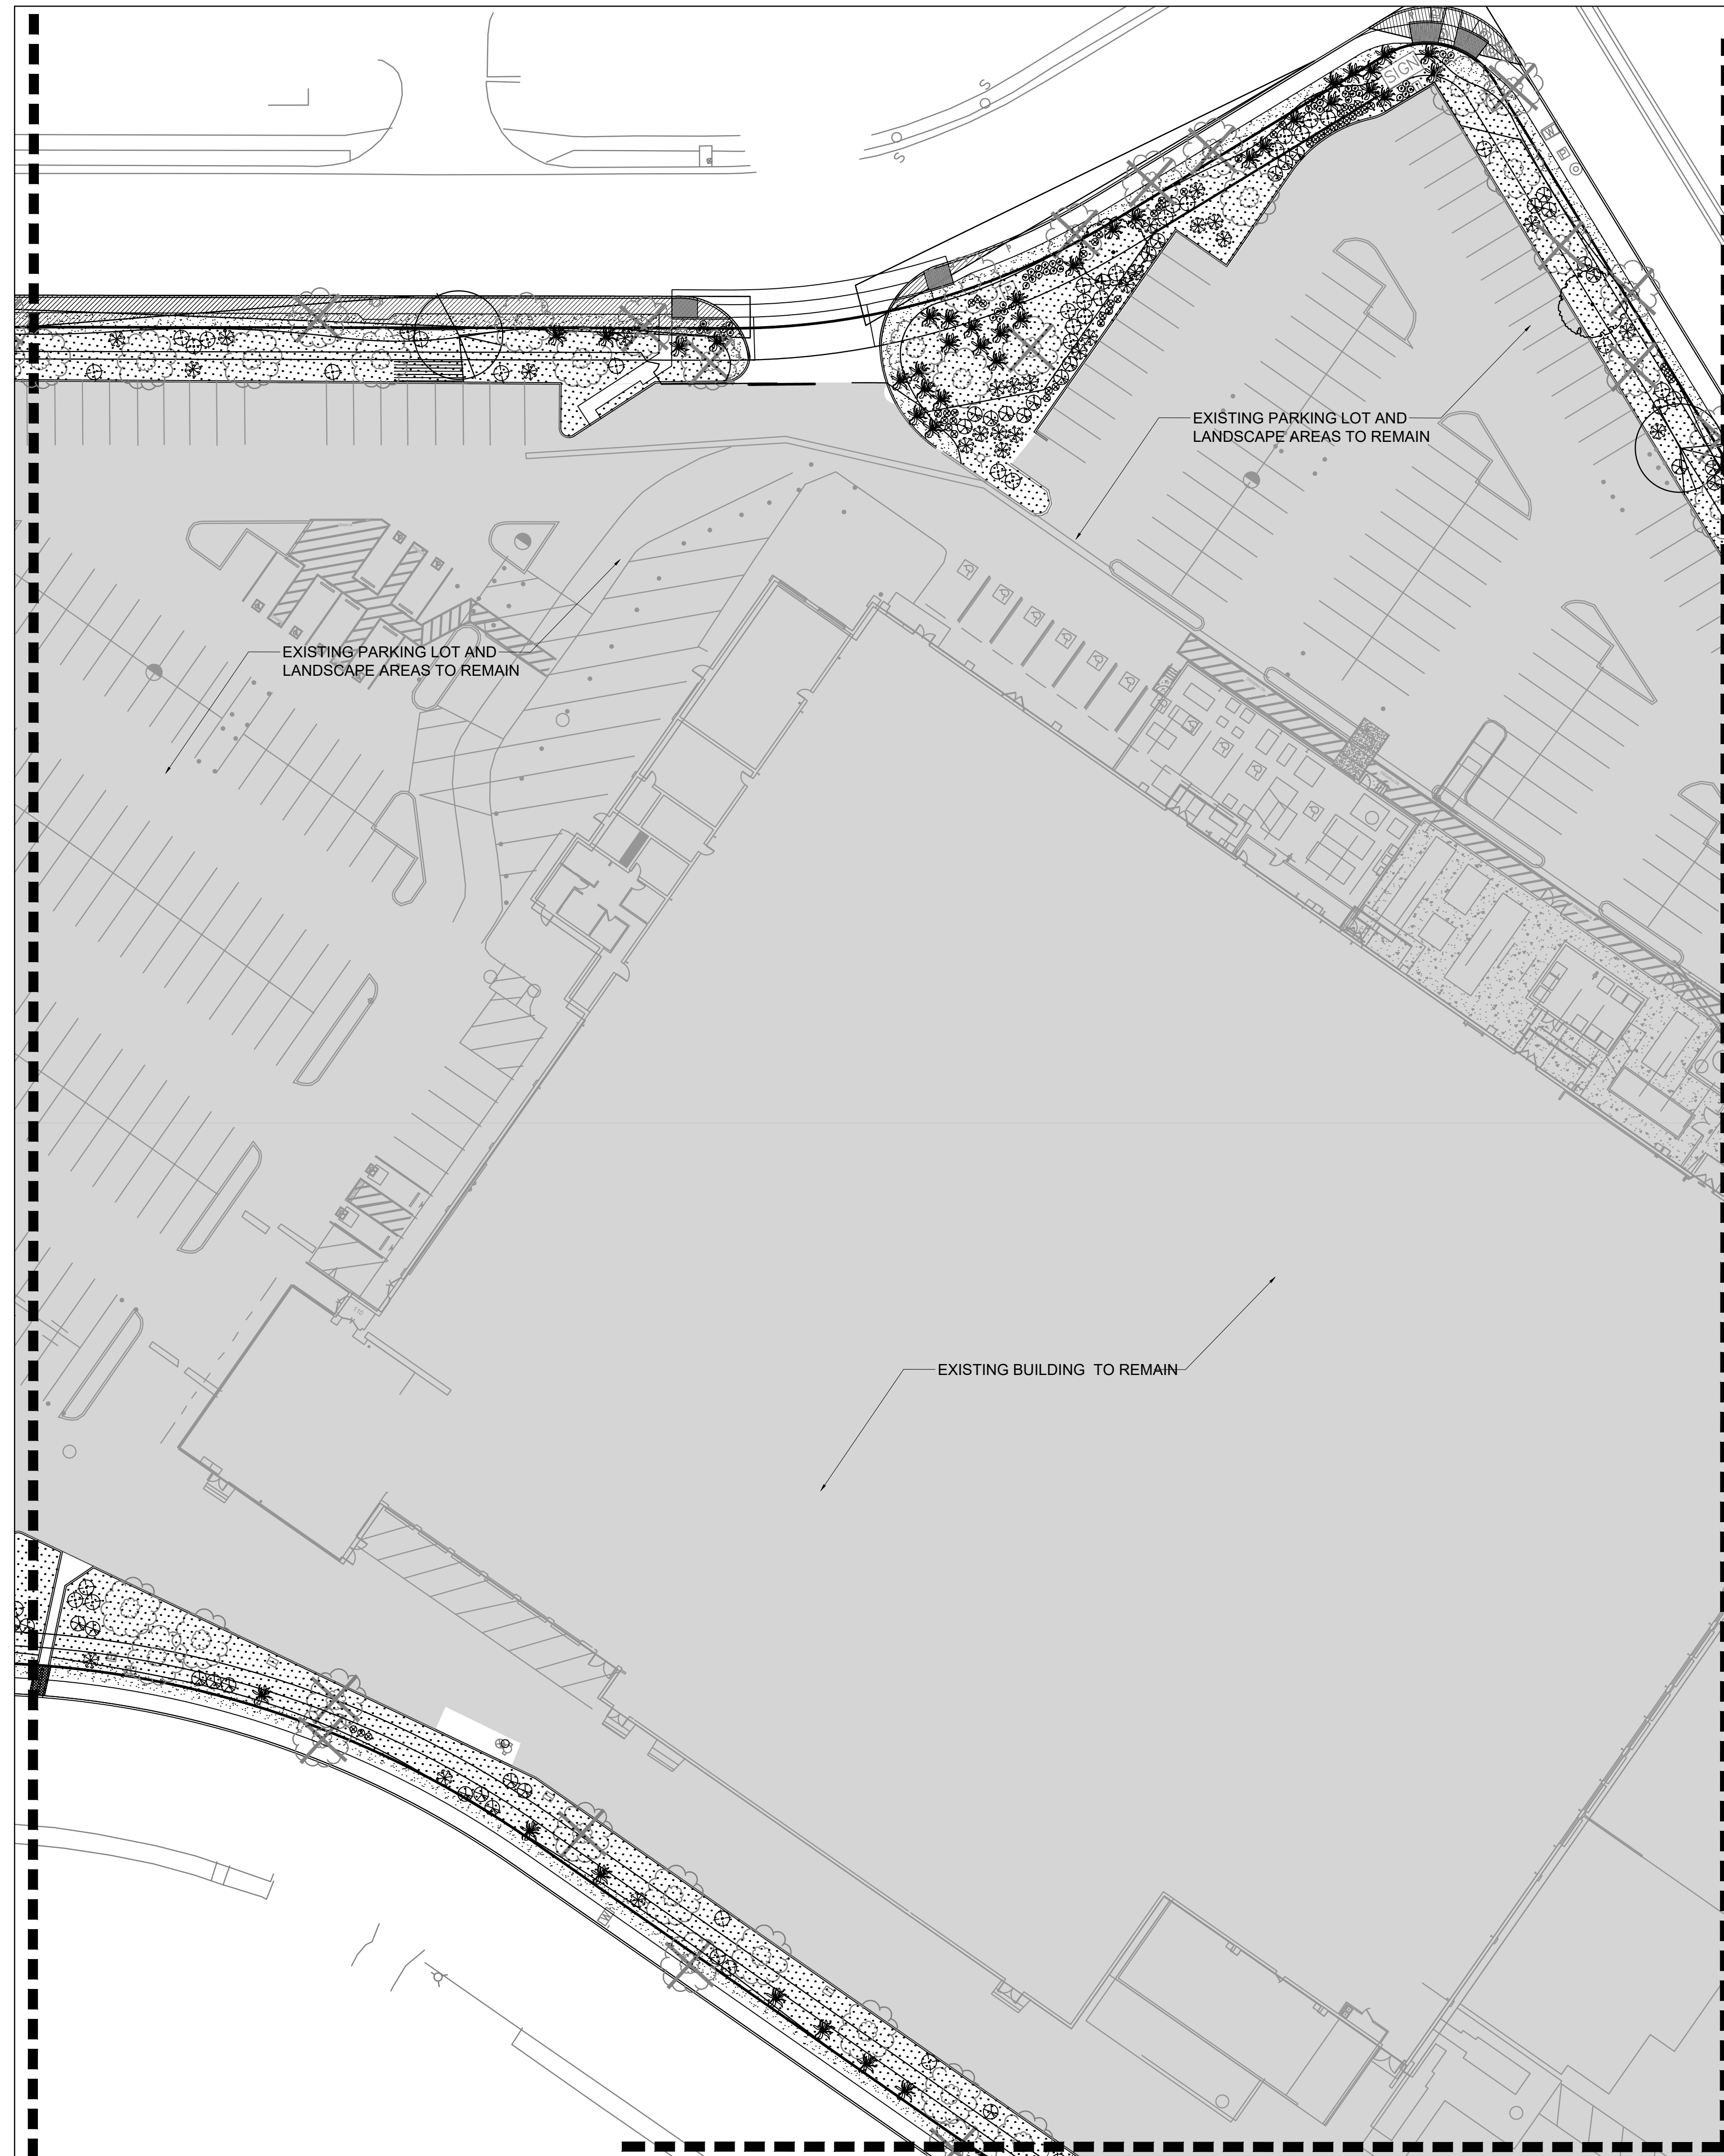 SIGN
S
S
W
EXISTING PARKING LOT AND
LANDSCAPE AREAS TO REMAIN
EXISTING PARKING LOT AND
LANDSCAPE AREAS TO REMAIN
110
EXISTING BUILDING  TO REMAIN
W